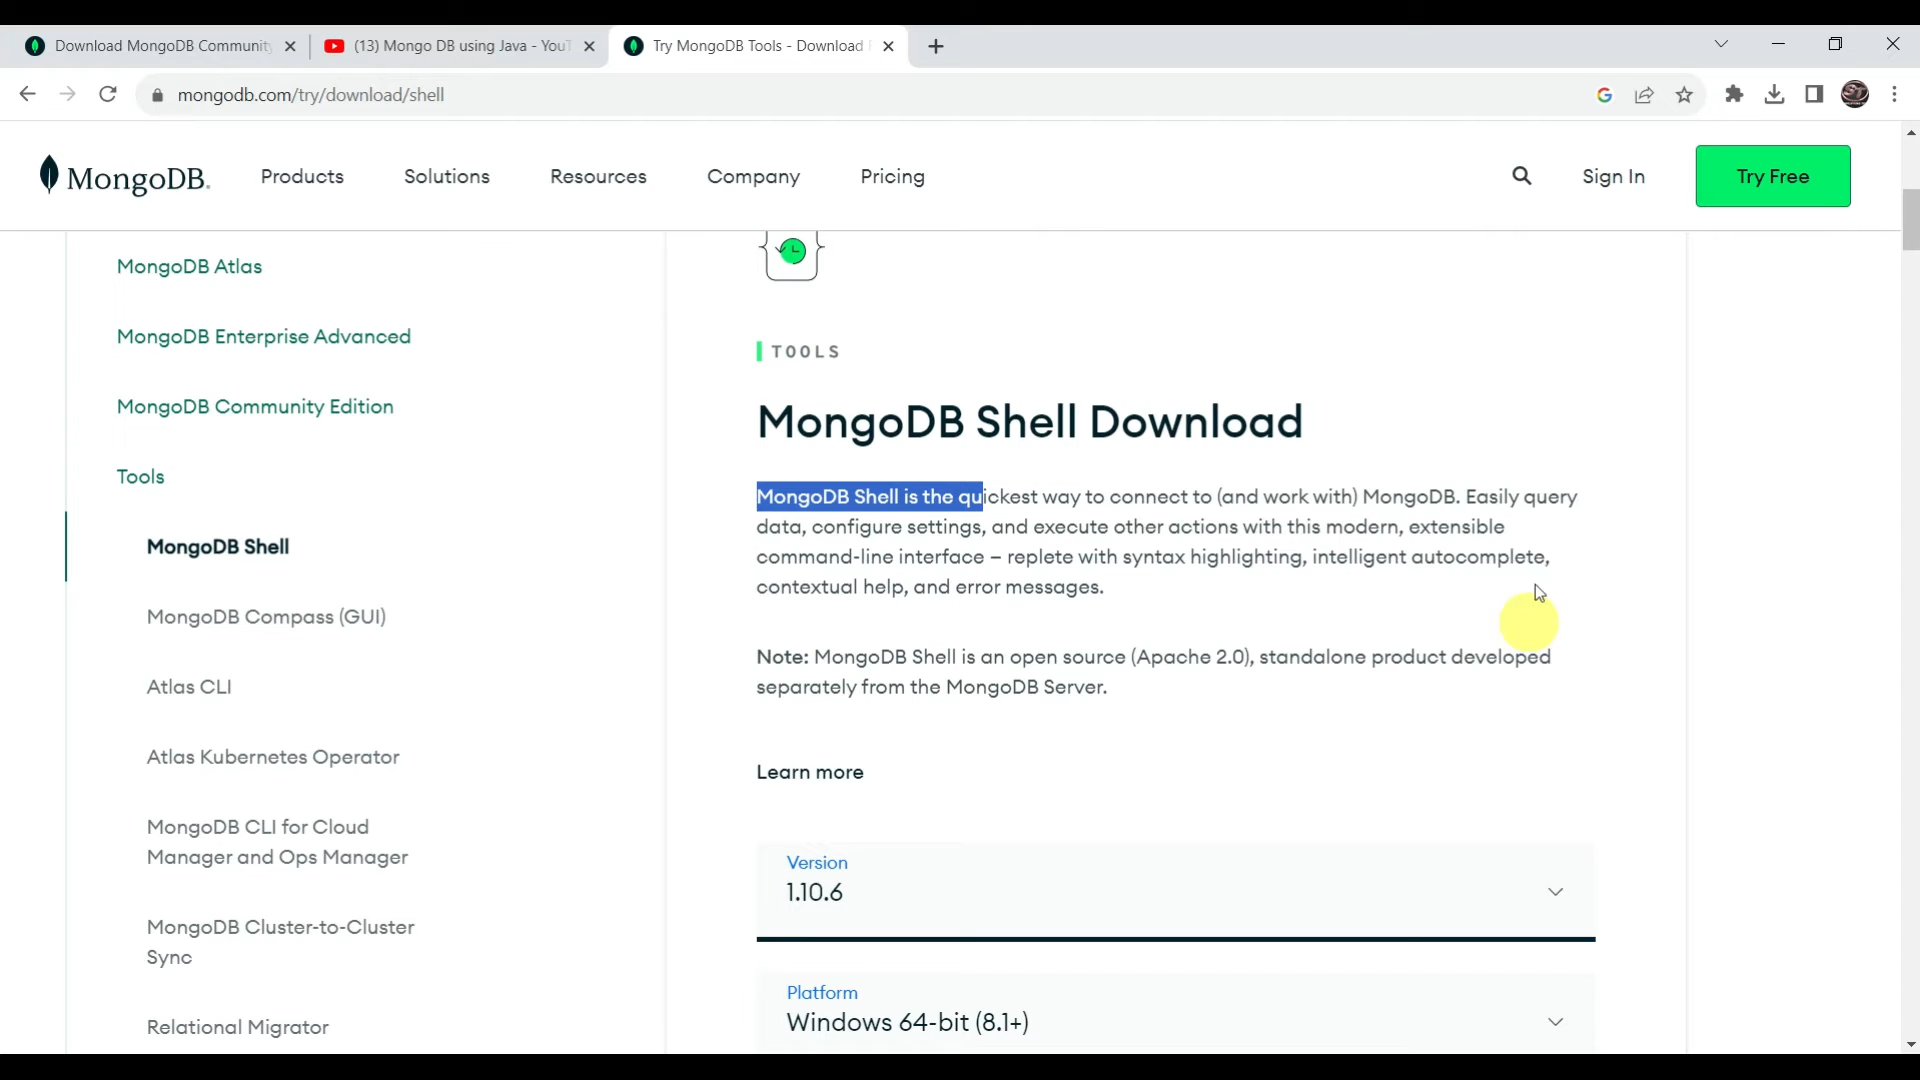 Download MongoDB Community
(13) Mongo DB using Java - YouT
Try MongoDB Tools - Download
mongodb.com/try/download/shell
MongoDB.
Products
Solutions
Resources
Company
Pricing
Sign In
Try Free
MongoDB Atlas
MongoDB Enterprise Advanced
MongoDB Community Edition
Tools
MongoDB Shell
MongoDB Compass (GUI)
Atlas CLI
Atlas Kubernetes Operator
MongoDB CLI for Cloud
Manager and Ops Manager
MongoDB Cluster-to-Cluster
Sync
Relational Migrator
TOOLS
MongoDB Shell Download
MongoDB Shell is the quickest way to connect to (and work with) MongoDB. Easily query
data, configure settings, and execute other actions with this modern, extensible
command-line interface – replete with syntax highlighting, intelligent autocomplete,
contextual help, and error messages.
Note: MongoDB Shell is an open source (Apache 2.0), standalone product developed
separately from the MongoDB Server.
Learn more
Version
1.10.6
Platform
Windows 64-bit (8.1+)